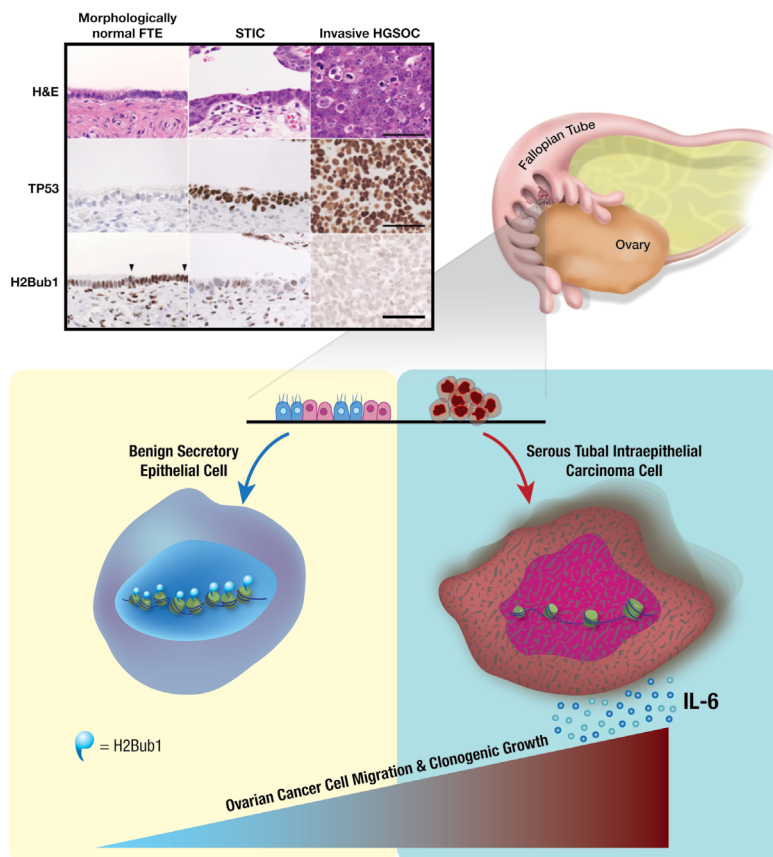 Morphologically
normal FTE
STIC
Invasive HGSOC
H&E
TP53
H2Bub1
Fallopian Tube
Ovary
Benign Secretory
Epithelial Cell
Serous Tubal Intraepithelial
Carcinoma Cell
IL-6
= H2Bub1
Ovarian Cancer Cell Migration & Clonogenic Growth